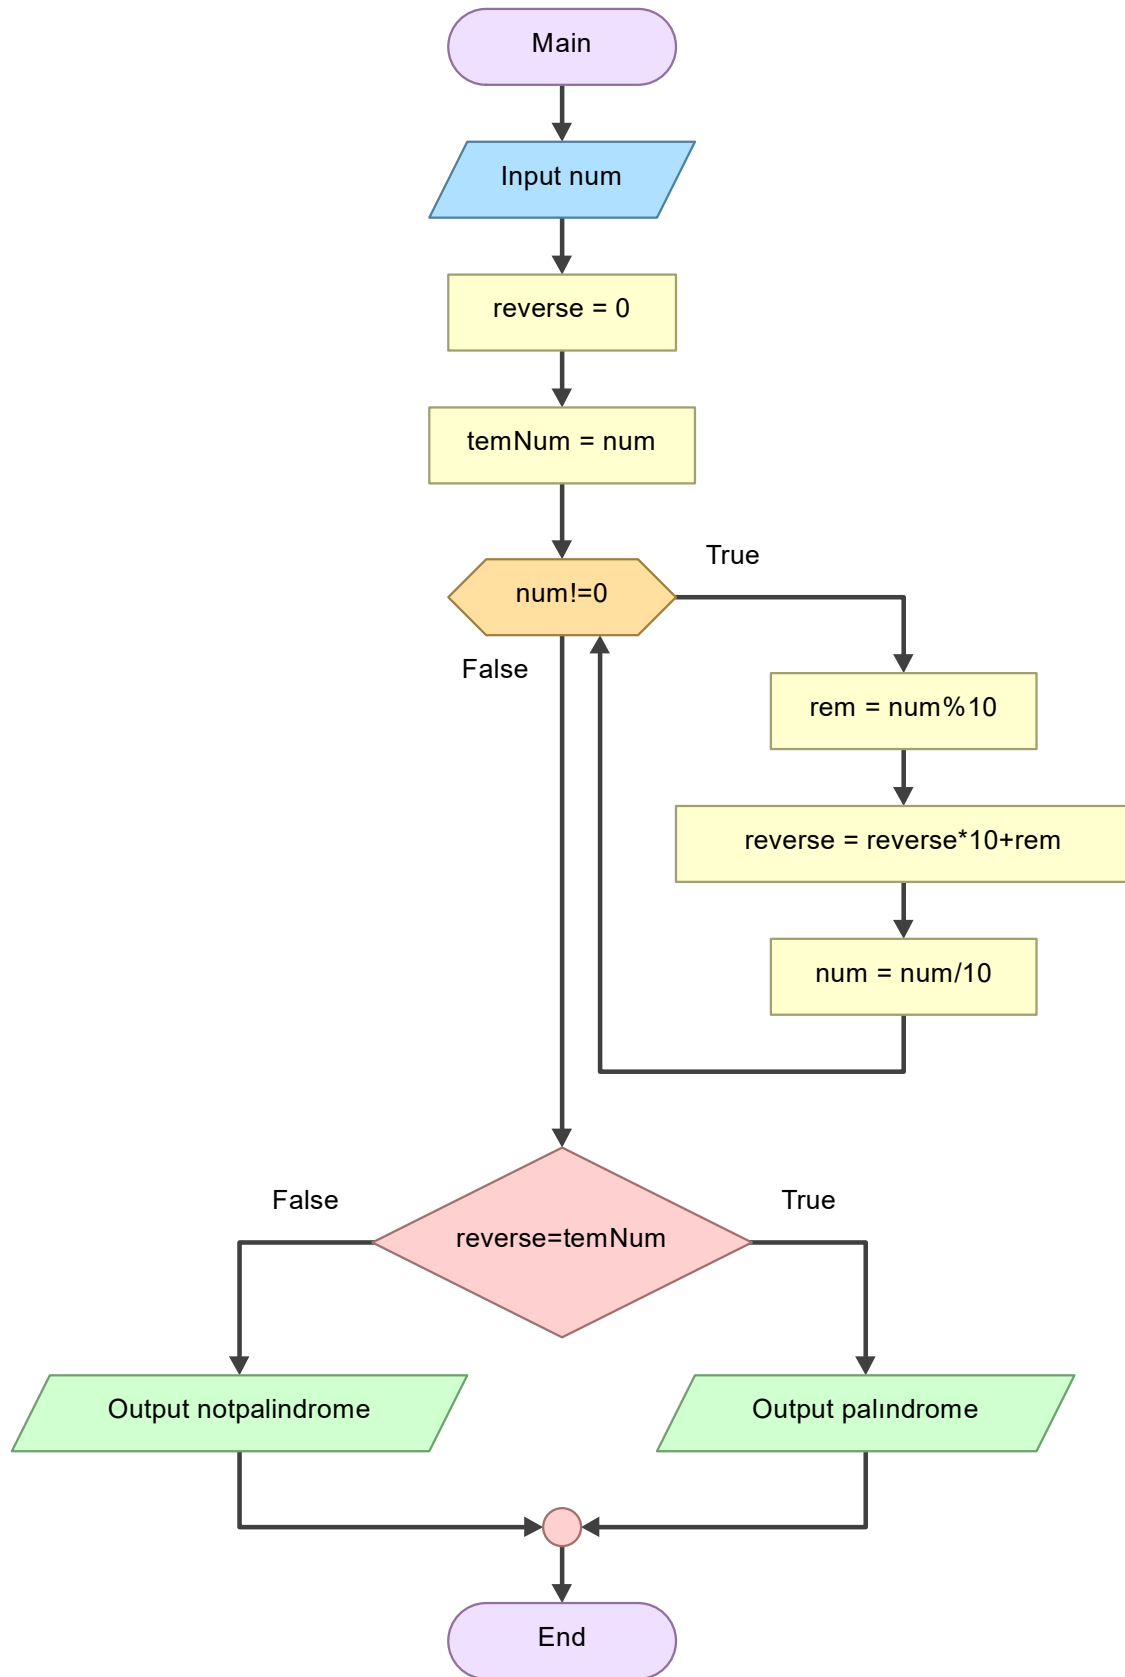 Main
Input num
reverse = 0
temNum = num
num!=0
True
False
rem = num%10
reverse = reverse*10+rem
num = num/10
reverse=temNum
False
True
Output notpalindrome
Output palındrome
End